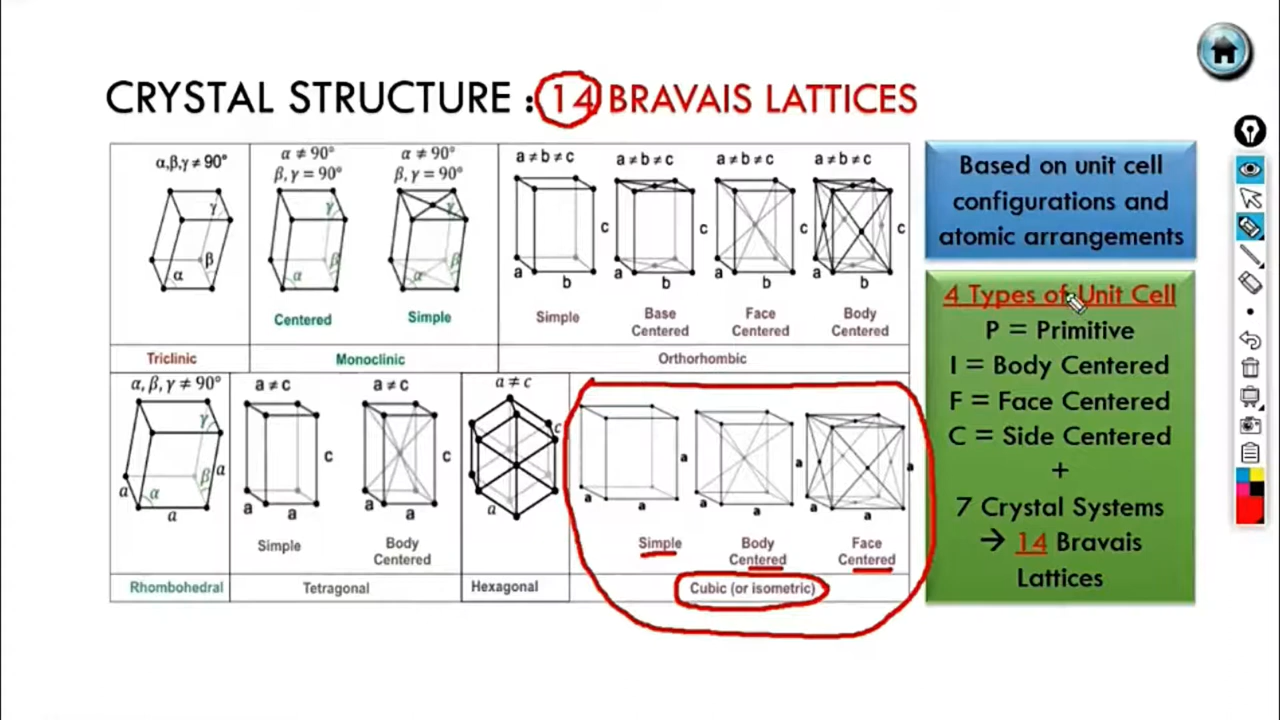 CRYSTAL STRUCTURE : 14 BRAVAIS LATTICES
α,β,γ ≠ 90°
γ
β
α
Triclinic
α ≠ 90°
β, γ = 90°
γ
β
α
Centered
α ≠ 90°
β, γ = 90°
γ
β
α
Simple
Monoclinic
a ≠ b ≠ c
c
a
b
Simple
a ≠ b ≠ c
c
a
b
Base
Centered
a ≠ b ≠ c
c
a
b
Face
Centered
a ≠ b ≠ c
c
a
b
Body
Centered
Orthorhombic
α, β, γ ≠ 90°
γ
β
a
a
α
a
Rhombohedral
a ≠ c
c
a
a
Simple
a ≠ c
c
a
a
Body
Centered
Tetragonal
a ≠ c
c
a
Hexagonal
a
a
a
Simple
a
a
a
Body
Centered
a
a
a
Face
Centered
Cubic (or isometric)
Based on unit cell
configurations and
atomic arrangements
4 Types of Unit Cell
P = Primitive
I = Body Centered
F = Face Centered
C = Side Centered
+
7 Crystal Systems
→ 14 Bravais
Lattices